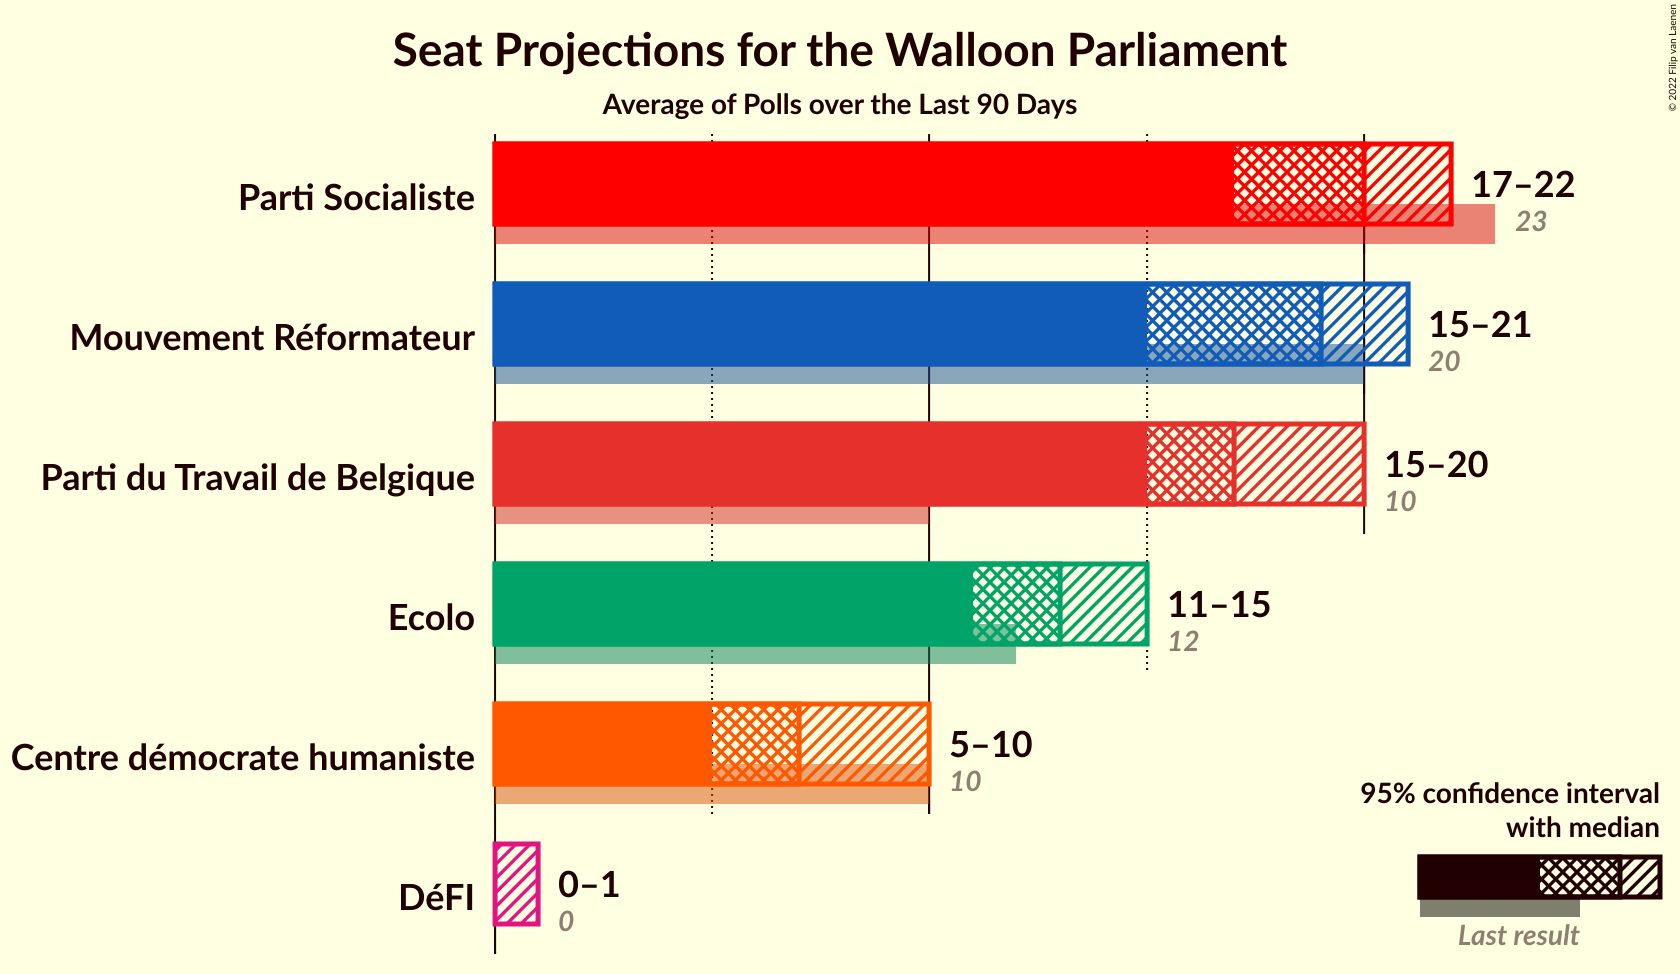 Seat Projections for the Walloon Parliament
Average of Polls over the Last 90 Days
© 2022 Filip van Laenen
Parti Socialiste
17–22
23
Mouvement Réformateur
15–21
20
Parti du Travail de Belgique
15–20
10
Ecolo
11–15
12
Centre démocrate humaniste
5–10
10
DéFI
0–1
0
95% confidence interval
with median
Last result